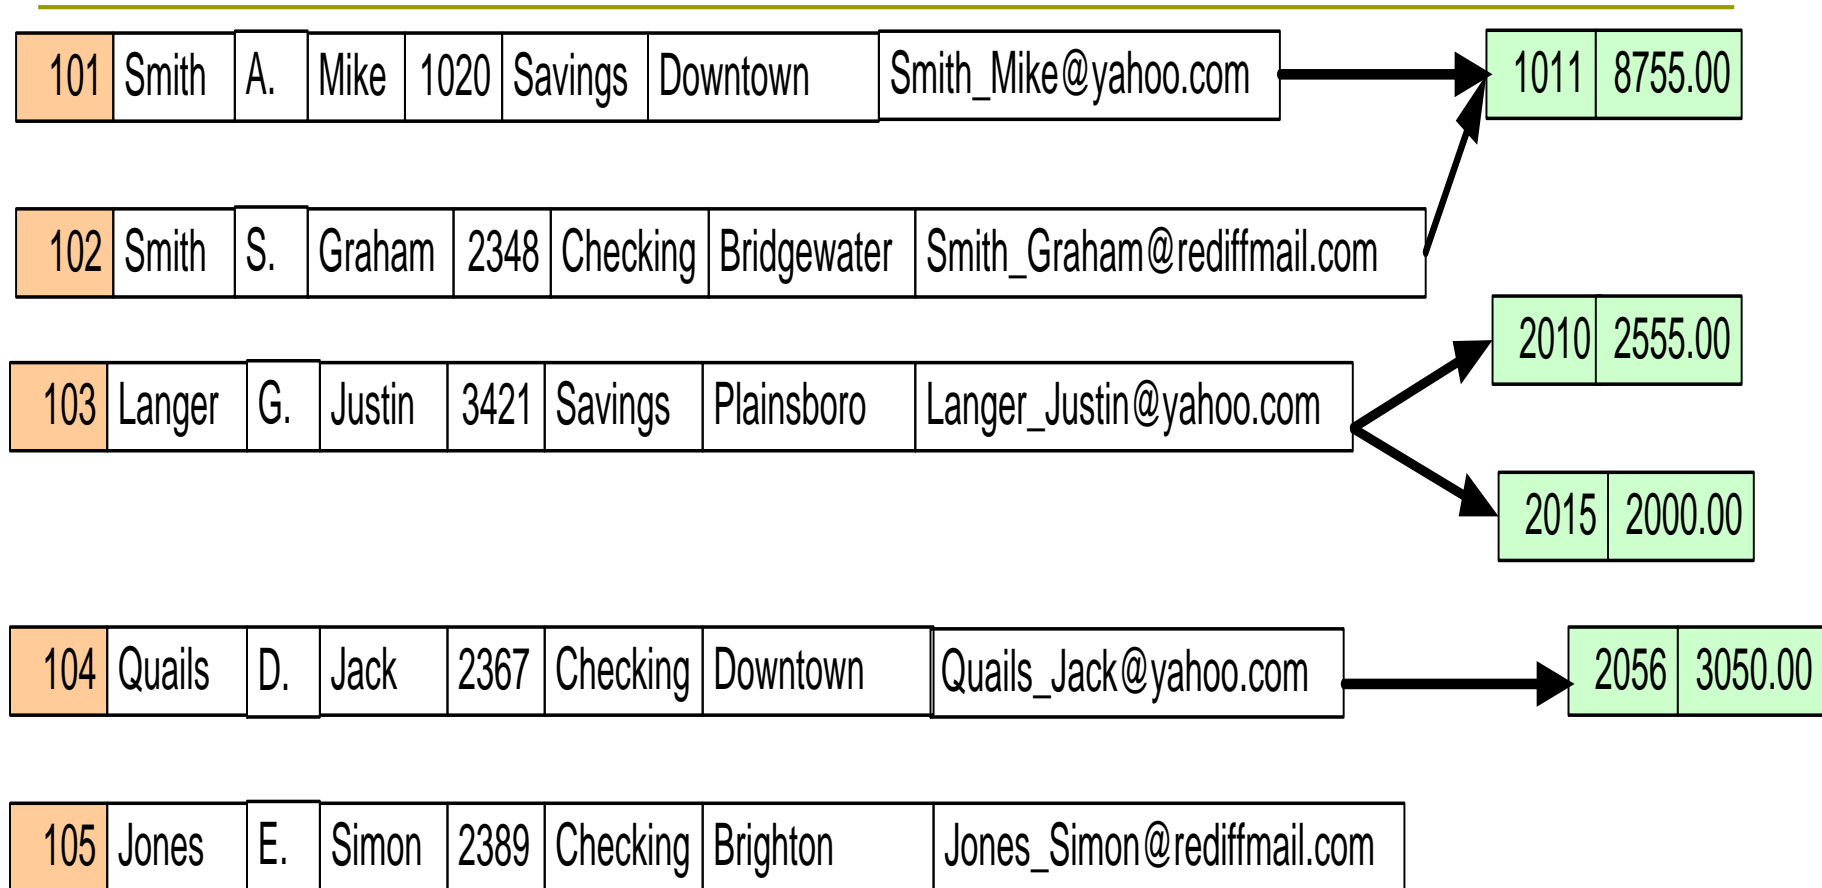 101 Smith A. Mike 1020 Savings Downtown Smith_Mike@yahoo.com 1011 8755.00
102 Smith S. Graham 2348 Checking Bridgewater Smith_Graham@rediffmail.com
2010 2555.00
103 Langer G. Justin 3421 Savings Plainsboro Langer_Justin@yahoo.com
2015 2000.00
104 Quails D. Jack 2367 Checking Downtown Quails_Jack@yahoo.com 2056 3050.00
105 Jones E. Simon 2389 Checking Brighton Jones_Simon@rediffmail.com